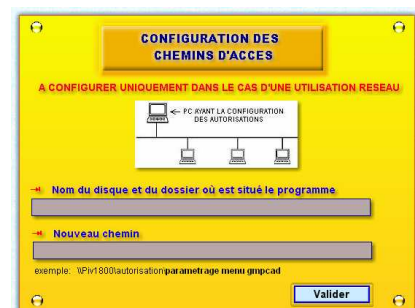 CONFIGURATION DES
CHEMINS D'ACCES
A CONFIGURER UNIQUEMENT DANS LE CAS D'UNE UTILISATION RESEAU
PC AYANT LA CONFIGURATION
DES AUTORISATIONS
Nom du disque et du dossier où est situé le programme
Nouveau chemin
exemple: \\Piv1800\autorisation\parametrage menu gmpcad
Valider